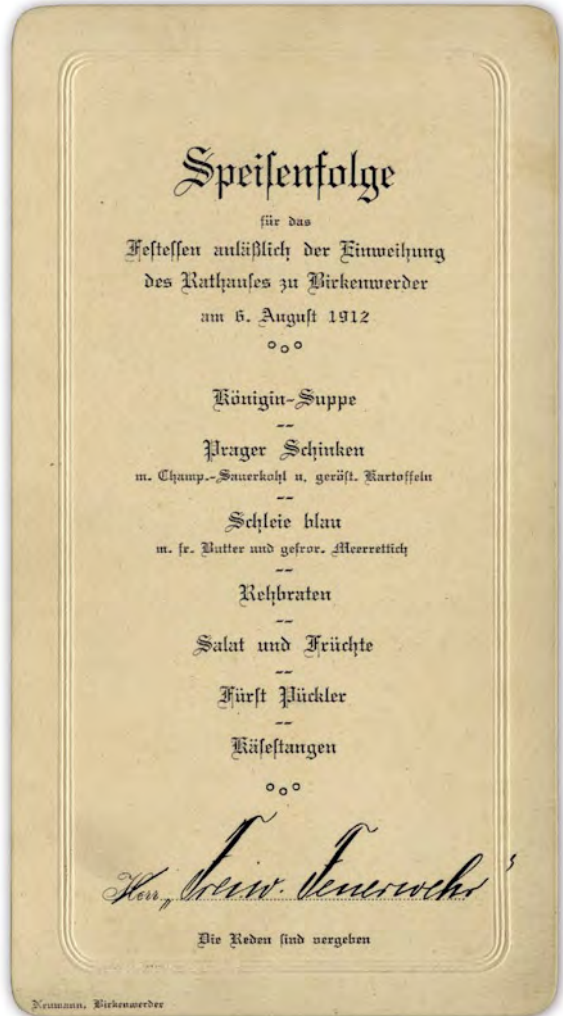 Speiſenfolge
für das
Feſteſſen anläßlich der Einweihung
des Rathauſes zu Birkenwerder
am 6. Auguſt 1912
Königin-Suppe
Prager Schinken
m. Champ.-Sauerkohl u. geröſt. Kartoffeln
Schleie blau
m. fr. Butter und gefror. Meerrettich
Rehbraten
Salat und Früchte
Fürſt Pückler
Käſeſtangen
Herr „Freiw. Feuerwehr“
Die Reden ſind vergeben
Neumann, Birkenwerder